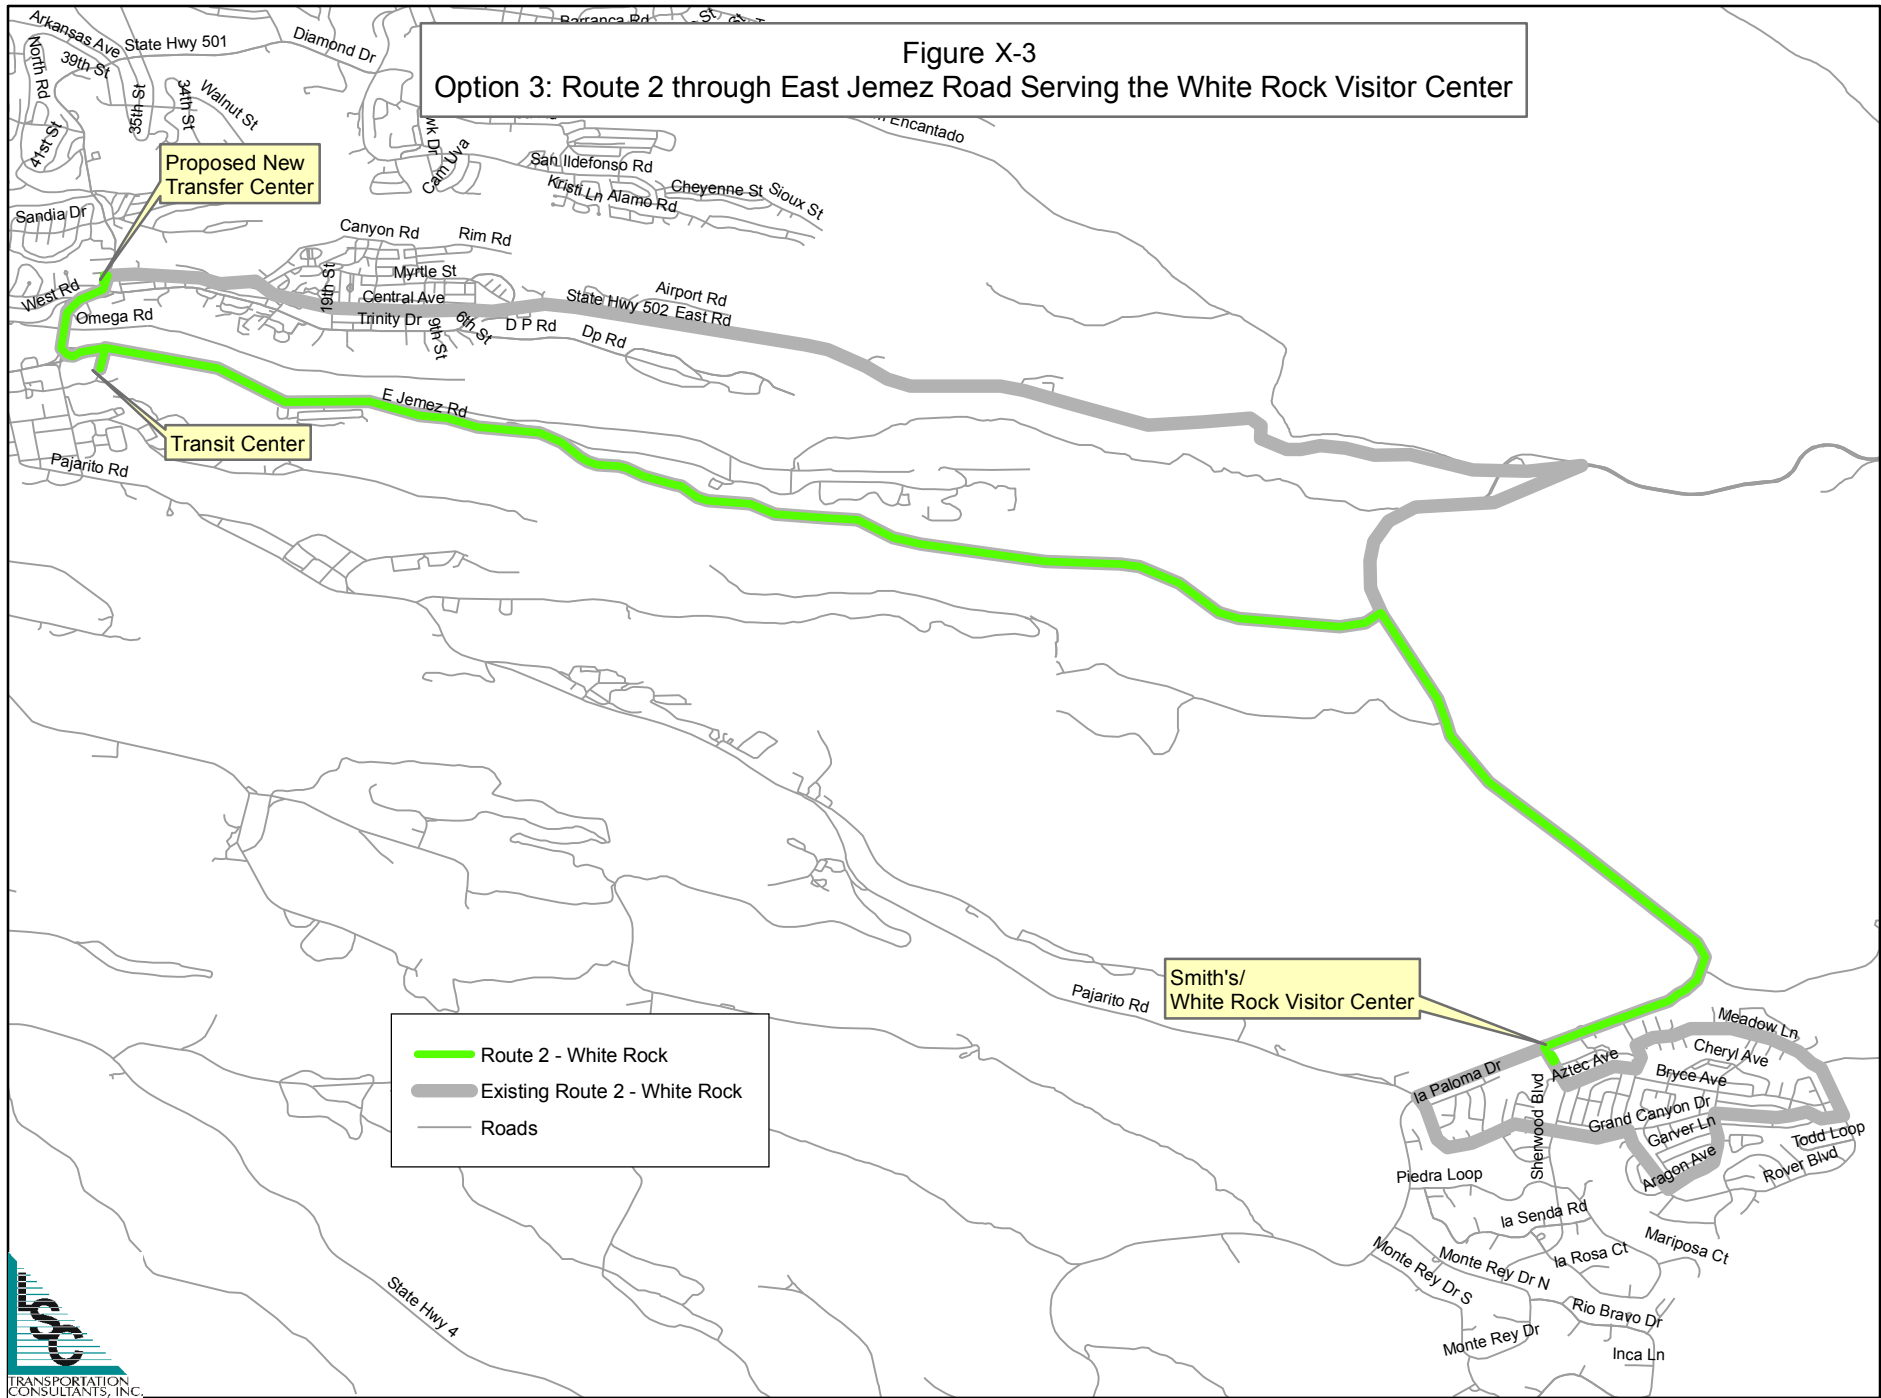 Figure X-3
Option 3: Route 2 through East Jemez Road Serving the White Rock Visitor Center
Barranca Rd
Arkansas Ave
State Hwy 501
Diamond Dr
North Rd
39th St
35th St
34th St
Walnut St
41st St
Encantado
Cam Uva
San Ildefonso Rd
Kristi Ln
Alamo Rd
Cheyenne St
Sioux St
Proposed New
Transfer Center
Sandia Dr
Canyon Rd
Rim Rd
19th St
Myrtle St
Central Ave
Trinity Dr
9th St
6th St
D P Rd
Dp Rd
State Hwy 502
East Rd
Airport Rd
West Rd
Omega Rd
E Jemez Rd
Transit Center
Pajarito Rd
Smith's/
White Rock Visitor Center
Pajarito Rd
Meadow Ln
Cheryl Ave
Aztec Ave
Bryce Ave
la Paloma Dr
Sherwood Blvd
Grand Canyon Dr
Garver Ln
Todd Loop
Aragon Ave
Rover Blvd
Piedra Loop
la Senda Rd
la Rosa Ct
Mariposa Ct
Monte Rey Dr N
Monte Rey Dr S
Rio Bravo Dr
Monte Rey Dr
Inca Ln
Route 2 - White Rock
Existing Route 2 - White Rock
Roads
State Hwy 4
LSC
TRANSPORTATION
CONSULTANTS, INC.